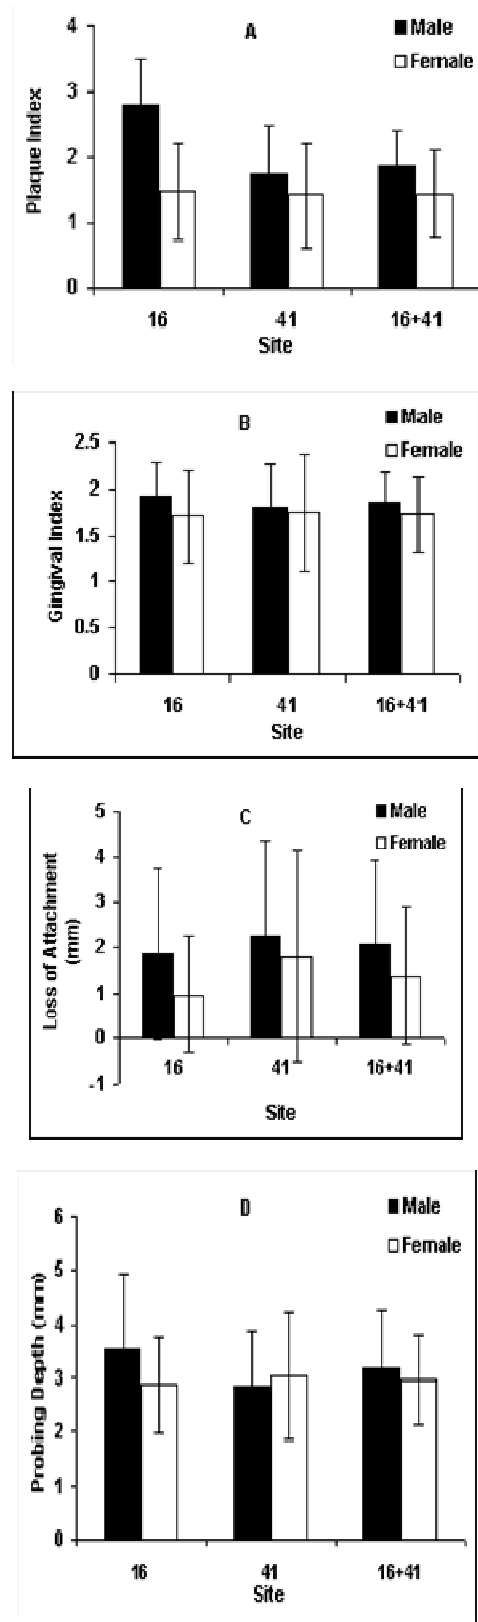 A
Male
Female
Plaque Index
4
3
2
1
0
16 41 16+41
Site
B
Male
Female
Gingival Index
2.5
2
1.5
1
0.5
0
16 41 16+41
Site
C
Male
Female
Loss of Attachment
(mm)
5
4
3
2
1
0
-1
16 41 16+41
Site
D
Male
Female
Probiing Depth (mm)
6
5
4
3
2
1
0
16 41 16+41
Site